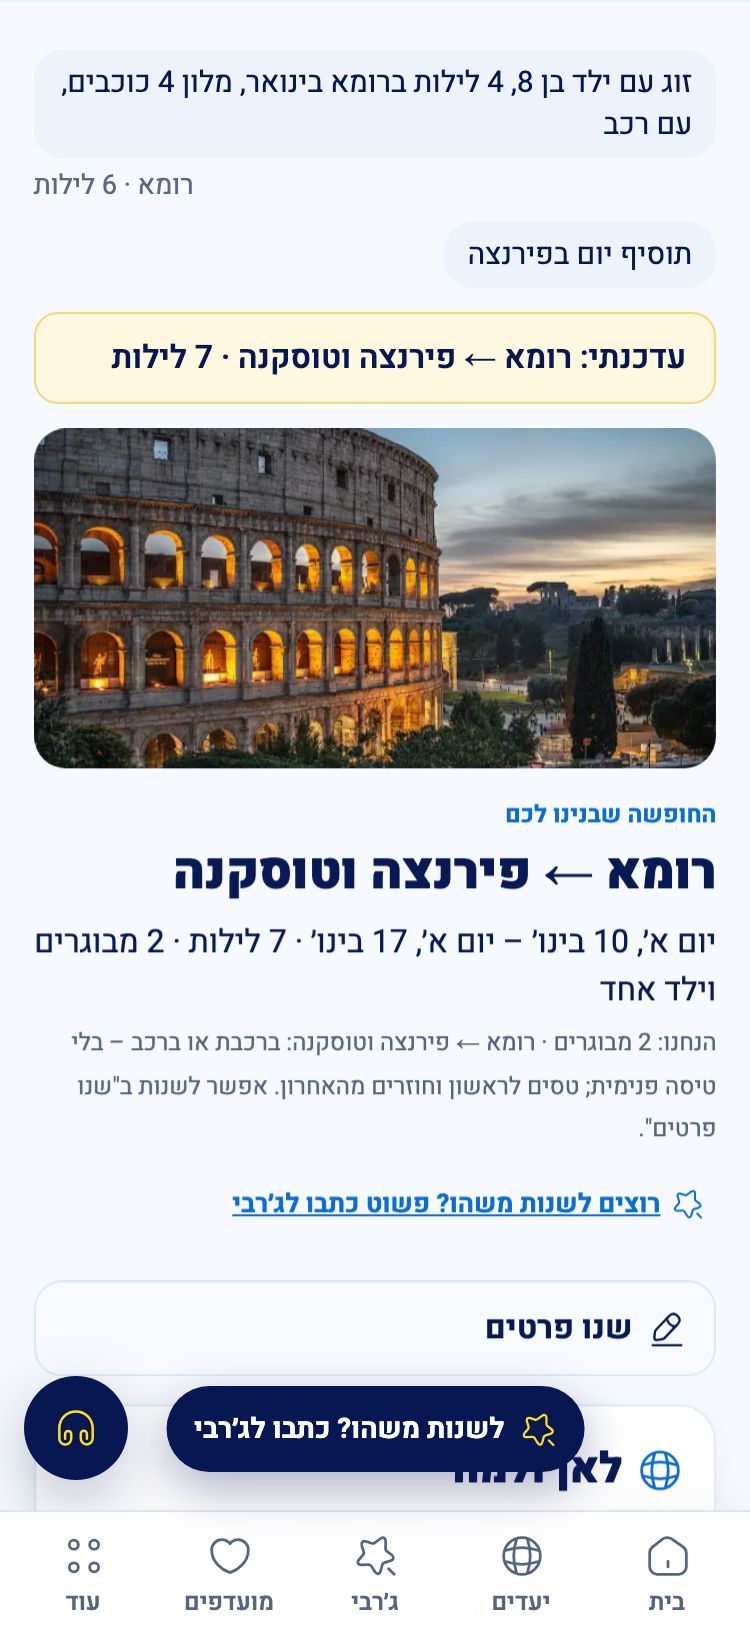 זוג עם ילד בן 8, 4 לילות ברומא בינואר, מלון 4 כוכבים,
עם רכב
רומא · 6 לילות
תוסיף יום בפירנצה
עדכנתי: רומא ← פירנצה וטוסקנה · 7 לילות
החופשה שבנינו לכם
רומא ← פירנצה וטוסקנה
יום א׳, 10 בינו׳ – יום א׳, 17 בינו׳ · 7 לילות · 2 מבוגרים
וילד אחד
הנחנו: 2 מבוגרים · רומא ← פירנצה וטוסקנה: ברכבת או ברכב – בלי
טיסה פנימית; טסים לראשון וחוזרים מהאחרון. אפשר לשנות ב"שנו
פרטים".
רוצים לשנות משהו? פשוט כתבו לג׳רבי
שנו פרטים
לשנות משהו? כתבו לג׳רבי
לאן ולמה
בית
יעדים
ג׳רבי
מועדפים
עוד